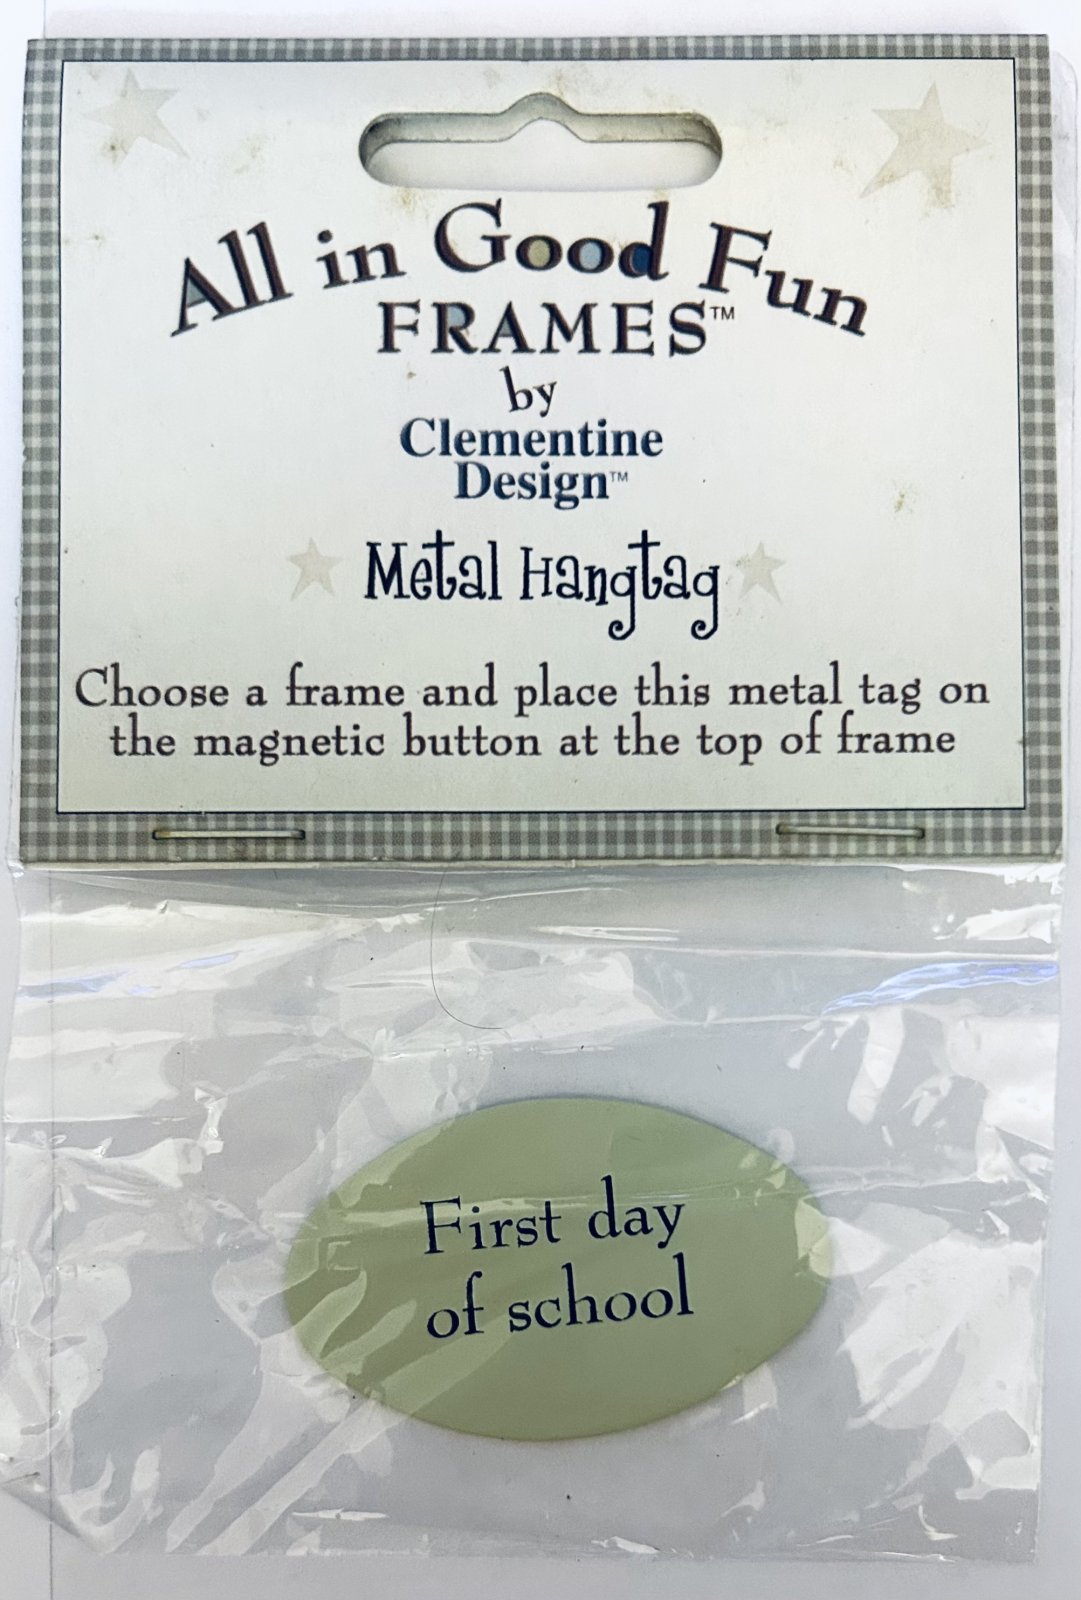 All in Good Fun
FRAMES™
by
Clementine
Design™
Metal Hangtag
Choose a frame and place this metal tag on
the magnetic button at the top of frame
First day
of school